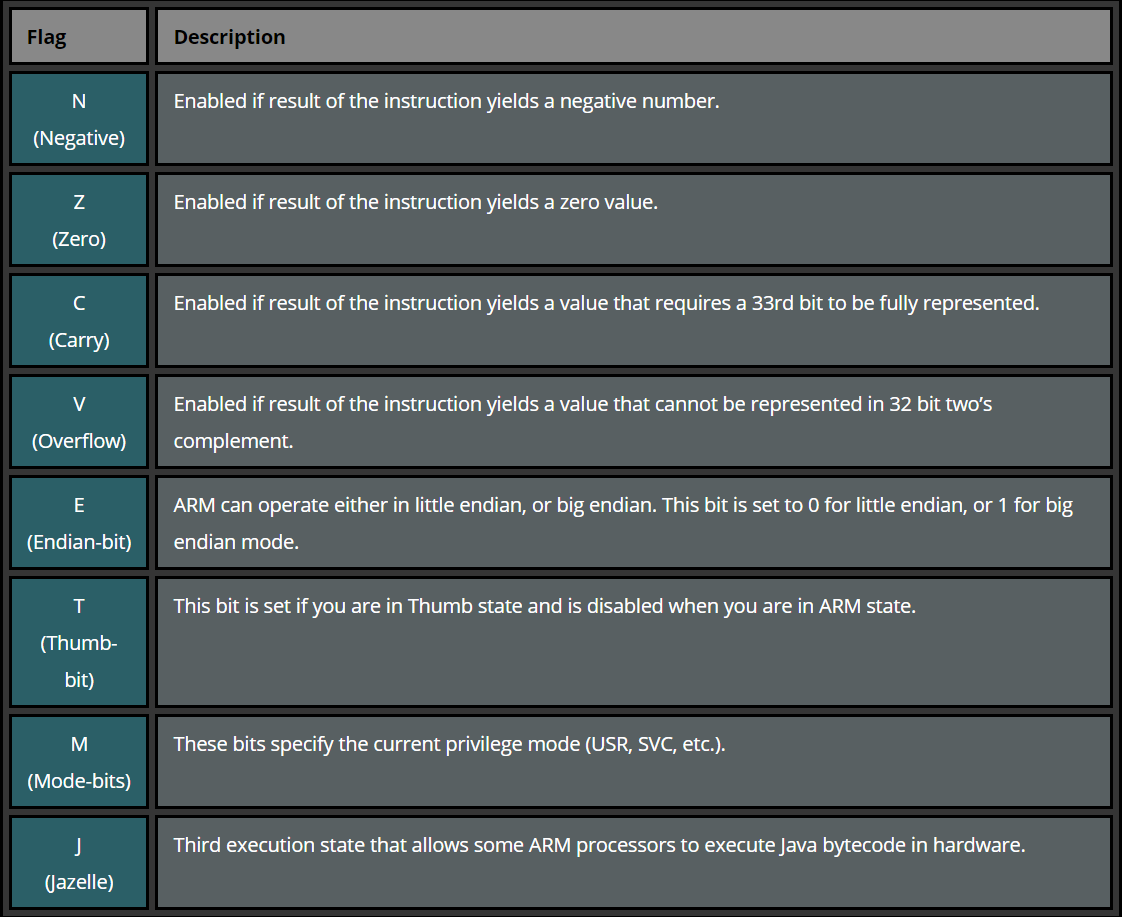 Flag Description
N
(Negative)
Enabled if result of the instruction yields a negative number.
Z
(Zero)
Enabled if result of the instruction yields a zero value.
C
(Carry)
Enabled if result of the instruction yields a value that requires a 33rd bit to be fully represented.
V
(Overflow)
Enabled if result of the instruction yields a value that cannot be represented in 32 bit two’s
complement.
E
(Endian-bit)
ARM can operate either in little endian, or big endian. This bit is set to 0 for little endian, or 1 for big
endian mode.
T
(Thumb-
bit)
This bit is set if you are in Thumb state and is disabled when you are in ARM state.
M
(Mode-bits)
These bits specify the current privilege mode (USR, SVC, etc.).
J
(Jazelle)
Third execution state that allows some ARM processors to execute Java bytecode in hardware.